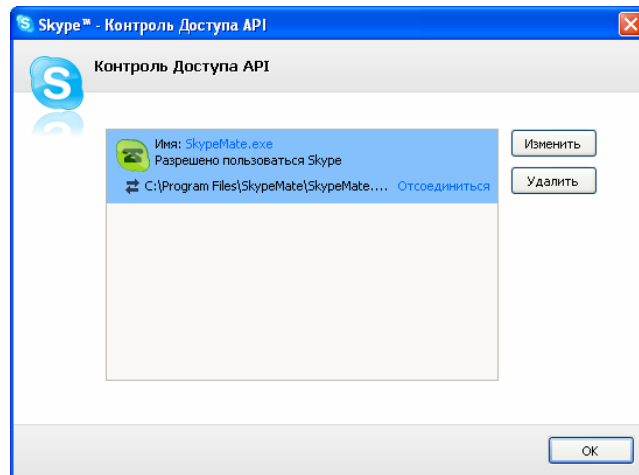 Skype™ - Контроль Доступа API
Контроль Доступа API
Имя: SkypeMate.exe
Разрешено пользоваться Skype
C:\Program Files\SkypeMate\SkypeMate.... Отсоединиться
Изменить
Удалить
OK